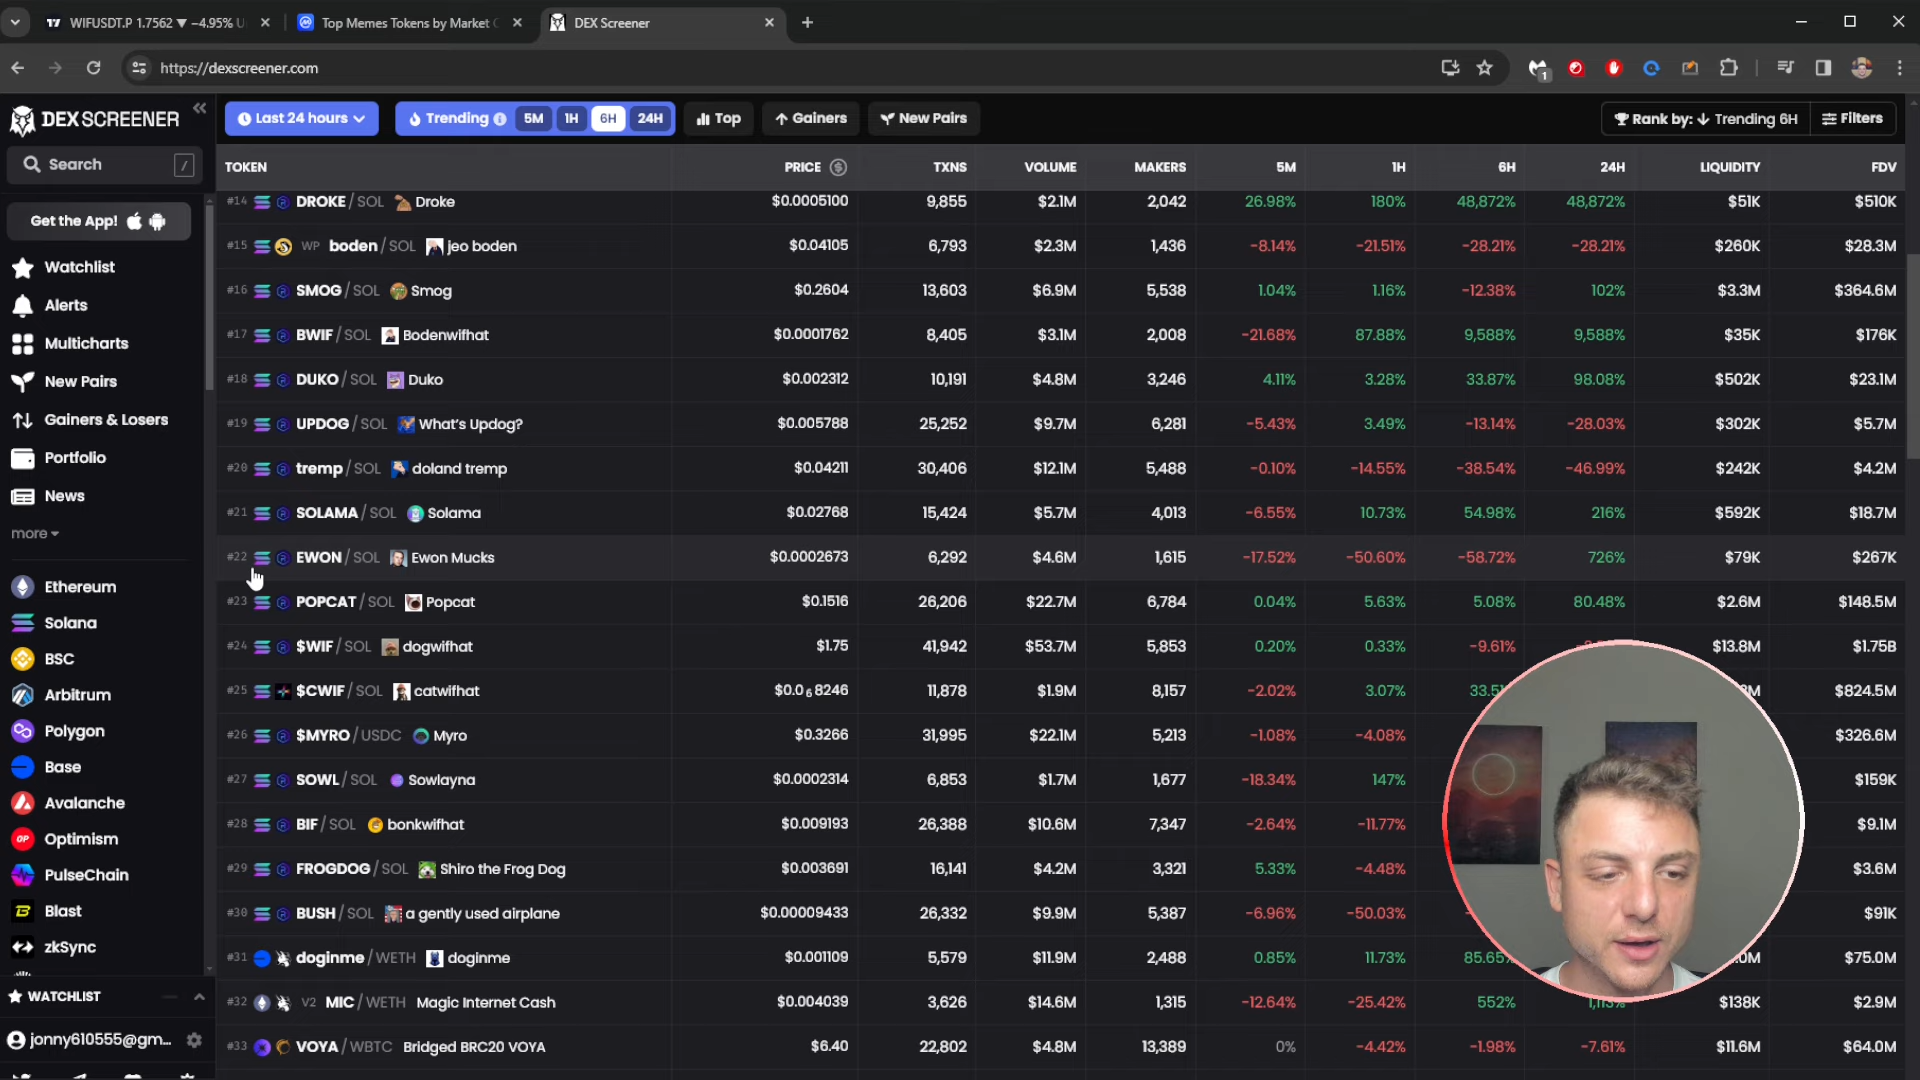 WIFUSDT.P 1.7562 ▼ −4.95% U
Top Memes Tokens by Market C
DEX Screener
https://dexscreener.com
1
DEXSCREENER
Search /
Get the App!
Watchlist
Alerts
Multicharts
New Pairs
Gainers & Losers
Portfolio
News
more
Ethereum
Solana
BSC
Arbitrum
Polygon
Base
Avalanche
Optimism
PulseChain
Blast
zkSync
WATCHLIST
jonny610555@gm...
Last 24 hours Trending 5M 1H 6H 24H Top Gainers New Pairs Rank by: Trending 6H Filters
TOKEN PRICE TXNS VOLUME MAKERS 5M 1H 6H 24H LIQUIDITY FDV
#14 DROKE / SOL Droke $0.0005100 9,855 $2.1M 2,042 26.98% 180% 48,872% 48,872% $51K $510K
#15 WP boden / SOL jeo boden $0.04105 6,793 $2.3M 1,436 -8.14% -21.51% -28.21% -28.21% $260K $28.3M
#16 SMOG / SOL Smog $0.2604 13,603 $6.9M 5,538 1.04% 1.16% -12.38% 102% $3.3M $364.6M
#17 BWIF / SOL Bodenwifhat $0.0001762 8,405 $3.1M 2,008 -21.68% 87.88% 9,588% 9,588% $35K $176K
#18 DUKO / SOL Duko $0.002312 10,191 $4.8M 3,246 4.11% 3.28% 33.87% 98.08% $502K $23.1M
#19 UPDOG / SOL What's Updog? $0.005788 25,252 $9.7M 6,281 -5.43% 3.49% -13.14% -28.03% $302K $5.7M
#20 tremp / SOL doland tremp $0.04211 30,406 $12.1M 5,488 -0.10% -14.55% -38.54% -46.99% $242K $4.2M
#21 SOLAMA / SOL Solama $0.02768 15,424 $5.7M 4,013 -6.55% 10.73% 54.98% 216% $592K $18.7M
#22 EWON / SOL Ewon Mucks $0.0002673 6,292 $4.6M 1,615 -17.52% -50.60% -58.72% 726% $79K $267K
#23 POPCAT / SOL Popcat $0.1516 26,206 $22.7M 6,784 0.04% 5.63% 5.08% 80.48% $2.6M $148.5M
#24 $WIF / SOL dogwifhat $1.75 41,942 $53.7M 5,853 0.20% 0.33% -9.61% $13.8M $1.75B
#25 $CWIF / SOL catwifhat $0.0₆8246 11,878 $1.9M 8,157 -2.02% 3.07% 33.5 M $824.5M
#26 $MYRO / USDC Myro $0.3266 31,995 $22.1M 5,213 -1.08% -4.08% $326.6M
#27 SOWL / SOL Sowlayna $0.0002314 6,853 $1.7M 1,677 -18.34% 147% $159K
#28 BIF / SOL bonkwifhat $0.009193 26,388 $10.6M 7,347 -2.64% -11.77% $9.1M
#29 FROGDOG / SOL Shiro the Frog Dog $0.003691 16,141 $4.2M 3,321 5.33% -4.48% $3.6M
#30 BUSH / SOL a gently used airplane $0.00009433 26,332 $9.9M 5,387 -6.96% -50.03% $91K
#31 doginme / WETH doginme $0.001109 5,579 $11.9M 2,488 0.85% 11.73% 85.65% 0M $75.0M
#32 V2 MIC / WETH Magic Internet Cash $0.004039 3,626 $14.6M 1,315 -12.64% -25.42% 552% 1,113% $138K $2.9M
#33 VOYA / WBTC Bridged BRC20 VOYA $6.40 22,802 $4.8M 13,389 0% -4.42% -1.98% -7.61% $11.6M $64.0M